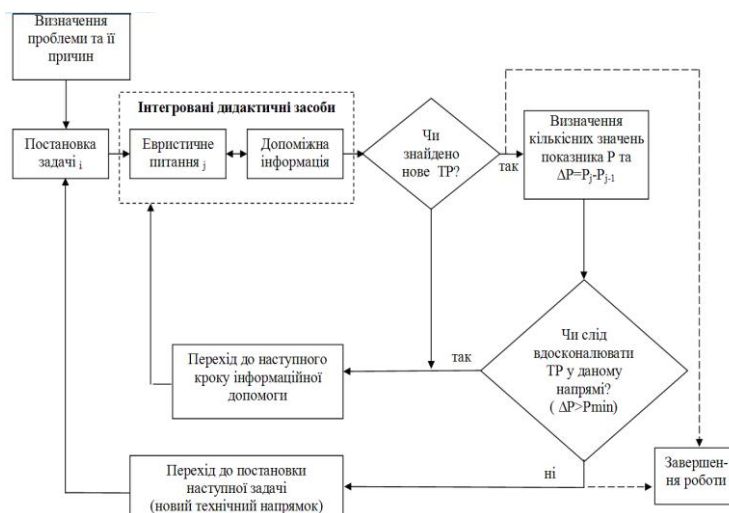 Визначення
проблеми та її
причин
Інтегровані дидактичні засоби
Постановка
задачі i
Евристичне
питання j
Допоміжна
інформація
Чи
знайдено
нове ТР?
так
Визначення
кількісних значень
показника Р та
ΔP=Pj-Pj-1
Чи слід
вдосконалювати
ТР у даному
напрямі?
( ΔP>Pmin)
так
Перехід до наступного
кроку інформаційної
допомоги
ні
Перехід до постановки
наступної задачі
(новий технічний напрямок)
Завершен-
ня роботи